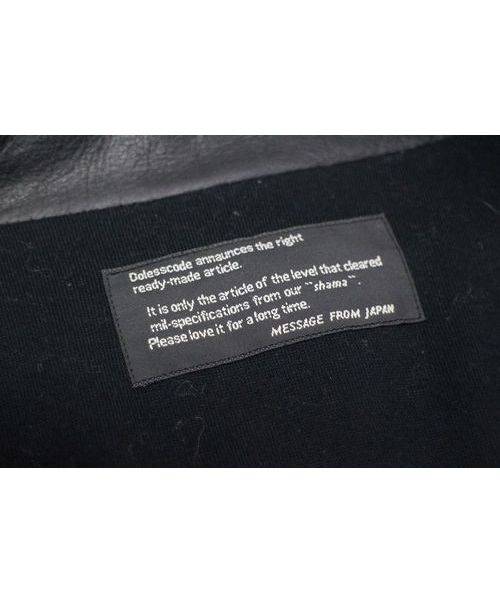 Dolesscode annaunces the right
ready-made article.
It is only the article of the level that cleared
mil-specifications from our "shama".
Please love it for a long time.
MESSAGE FROM JAPAN